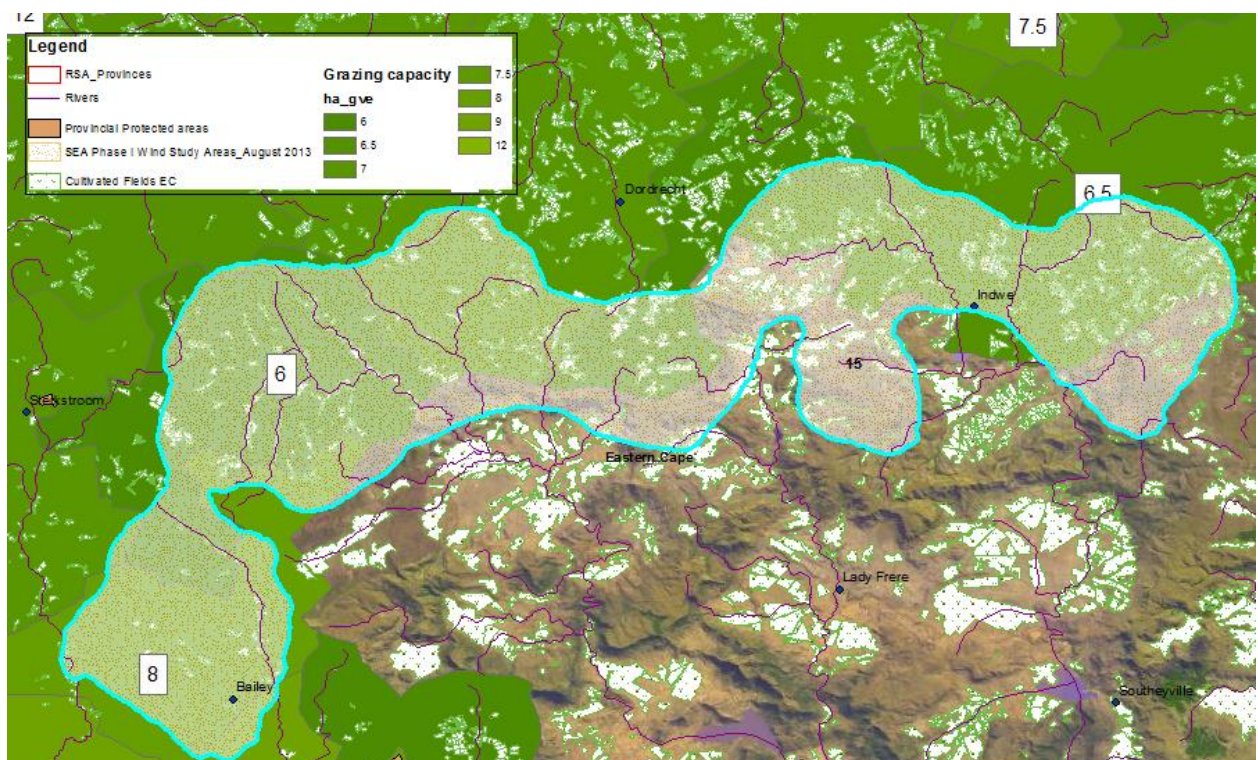 12
7.5
Legend
RSA_Provinces
Rivers
Provincial Protected areas
SEA Phase I Wind Study Areas_August 2013
Cultivated Fields EC
Grazing capacity
ha_gve
6
6.5
7
7.5
8
9
12
Dordrecht
6.5
Indwe
6
15
Sterkstroom
Eastern Cape
Lady Frere
8
Bailey
Southeyville